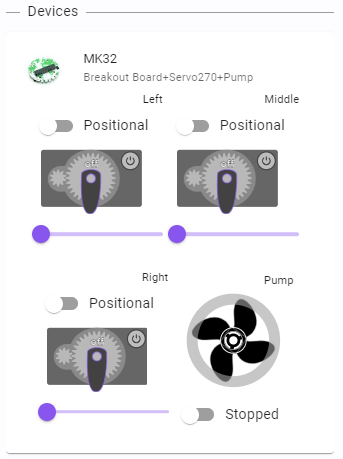 Devices
MK32
Breakout Board+Servo270+Pump
Left
Middle
Positional
Positional
OFF
OFF
Right
Pump
Positional
OFF
Stopped